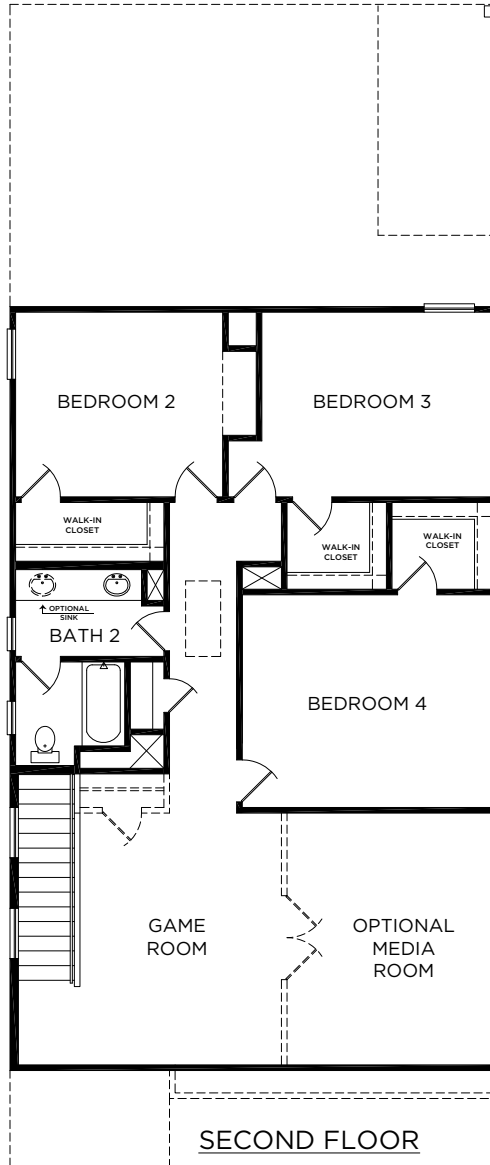 BEDROOM 2
BEDROOM 3
WALK-IN
CLOSET
WALK-IN
CLOSET
WALK-IN
CLOSET
OPTIONAL
SINK
BATH 2
BEDROOM 4
GAME
ROOM
OPTIONAL
MEDIA
ROOM
SECOND FLOOR